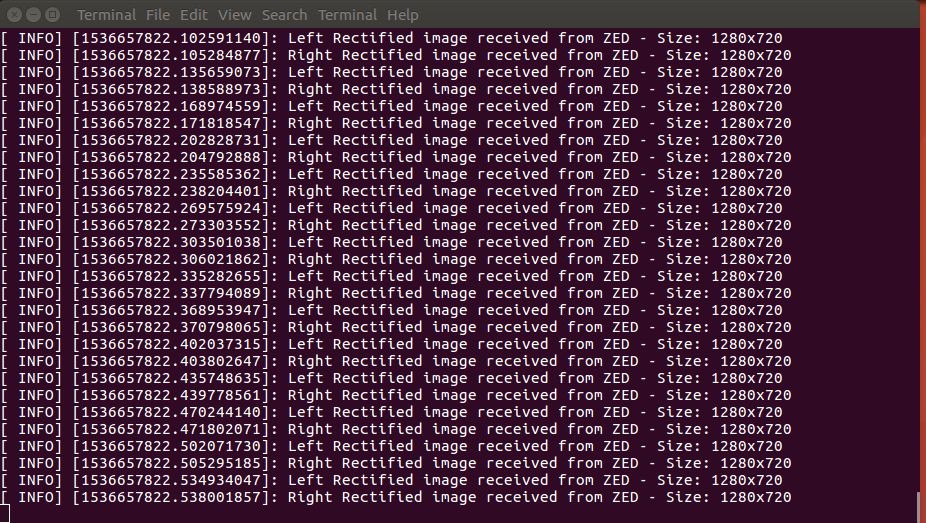 Terminal File Edit View Search Terminal Help
[ INFO] [1536657822.102591140]: Left Rectified image received from ZED - Size: 1280x720
[ INFO] [1536657822.105284877]: Right Rectified image received from ZED - Size: 1280x720
[ INFO] [1536657822.135659073]: Left Rectified image received from ZED - Size: 1280x720
[ INFO] [1536657822.138588973]: Right Rectified image received from ZED - Size: 1280x720
[ INFO] [1536657822.168974559]: Left Rectified image received from ZED - Size: 1280x720
[ INFO] [1536657822.171818547]: Right Rectified image received from ZED - Size: 1280x720
[ INFO] [1536657822.202828731]: Left Rectified image received from ZED - Size: 1280x720
[ INFO] [1536657822.204792888]: Right Rectified image received from ZED - Size: 1280x720
[ INFO] [1536657822.235585362]: Left Rectified image received from ZED - Size: 1280x720
[ INFO] [1536657822.238204401]: Right Rectified image received from ZED - Size: 1280x720
[ INFO] [1536657822.269575924]: Left Rectified image received from ZED - Size: 1280x720
[ INFO] [1536657822.273303552]: Right Rectified image received from ZED - Size: 1280x720
[ INFO] [1536657822.303501038]: Left Rectified image received from ZED - Size: 1280x720
[ INFO] [1536657822.306021862]: Right Rectified image received from ZED - Size: 1280x720
[ INFO] [1536657822.335282655]: Left Rectified image received from ZED - Size: 1280x720
[ INFO] [1536657822.337794089]: Right Rectified image received from ZED - Size: 1280x720
[ INFO] [1536657822.368953947]: Left Rectified image received from ZED - Size: 1280x720
[ INFO] [1536657822.370798065]: Right Rectified image received from ZED - Size: 1280x720
[ INFO] [1536657822.402037315]: Left Rectified image received from ZED - Size: 1280x720
[ INFO] [1536657822.403802647]: Right Rectified image received from ZED - Size: 1280x720
[ INFO] [1536657822.435748635]: Left Rectified image received from ZED - Size: 1280x720
[ INFO] [1536657822.439778561]: Right Rectified image received from ZED - Size: 1280x720
[ INFO] [1536657822.470244140]: Left Rectified image received from ZED - Size: 1280x720
[ INFO] [1536657822.471802071]: Right Rectified image received from ZED - Size: 1280x720
[ INFO] [1536657822.502071730]: Left Rectified image received from ZED - Size: 1280x720
[ INFO] [1536657822.505295185]: Right Rectified image received from ZED - Size: 1280x720
[ INFO] [1536657822.534934047]: Left Rectified image received from ZED - Size: 1280x720
[ INFO] [1536657822.538001857]: Right Rectified image received from ZED - Size: 1280x720